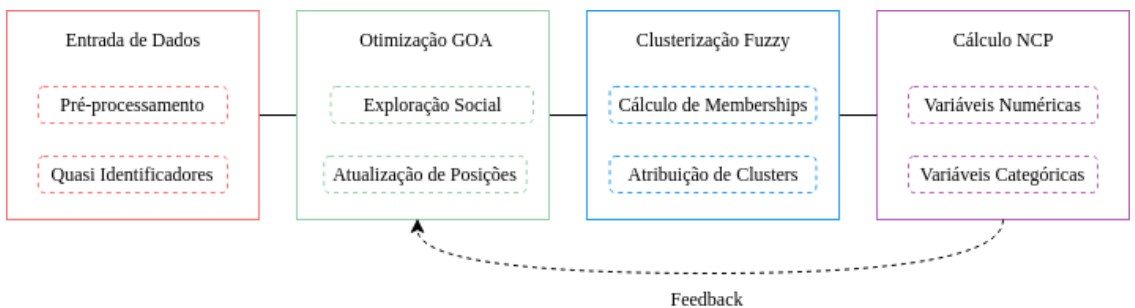 Entrada de Dados
Pré-processamento
Quasi Identificadores
Otimização GOA
Exploração Social
Atualização de Posições
Clusterização Fuzzy
Cálculo de Memberships
Atribuição de Clusters
Cálculo NCP
Variáveis Numéricas
Variáveis Categóricas
Feedback